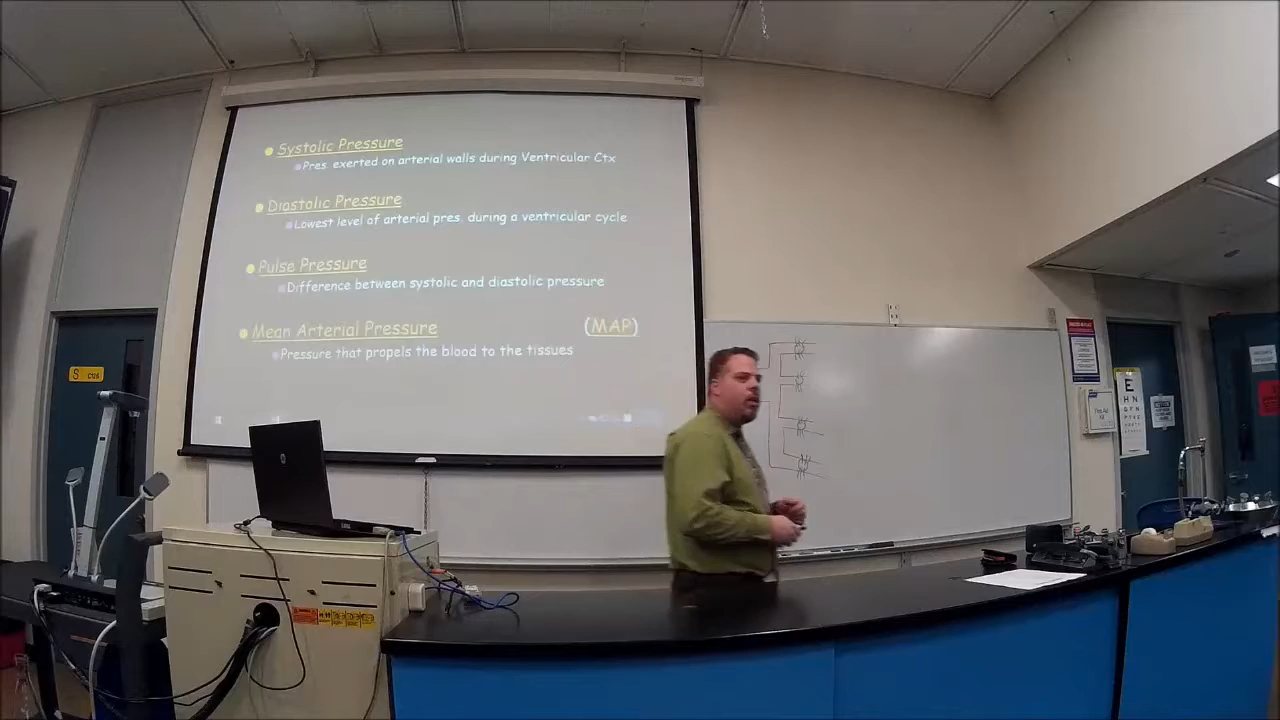 Systolic Pressure
Pres. exerted on arterial walls during Ventricular Ctx
Diastolic Pressure
Lowest level of arterial pres. during a ventricular cycle
Pulse Pressure
Difference between systolic and diastolic pressure
Mean Arterial Pressure (MAP)
Pressure that propels the blood to the tissues
E
H N